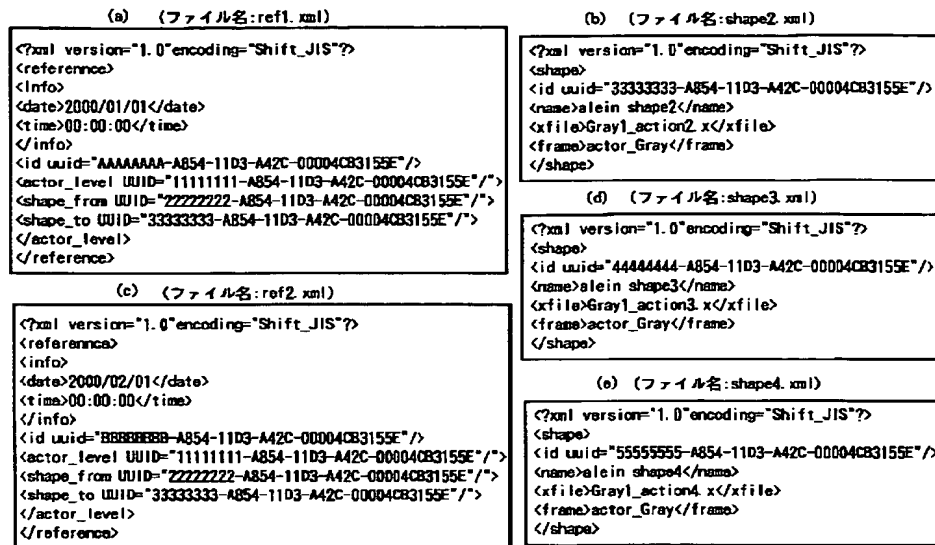 (a) (ファイル名:ref1.xml)
<?xml version="1.0"encoding="Shift_JIS"?>
<reference>
<info>
<date>2000/01/01</date>
<time>00:00:00</time>
</info>
<id uuid="AAAAAAAA-A854-11D3-A42C-00004CB3155E"/>
<actor_level UUID="11111111-A854-11D3-A42C-00004CB3155E"/">
<shape_from UUID="22222222-A854-11D3-A42C-00004CB3155E"/">
<shape_to UUID="33333333-A854-11D3-A42C-00004CB3155E"/">
</actor_level>
</reference>
(b) (ファイル名:shape2.xml)
<?xml version="1.0"encoding="Shift_JIS"?>
<shape>
<id uuid="33333333-A854-11D3-A42C-00004CB3155E"/>
<name>alein shape2</name>
<xfile>Gray1_action2.x</xfile>
<frame>actor_Gray</frame>
</shape>
(c) (ファイル名:ref2.xml)
<?xml version="1.0"encoding="Shift_JIS"?>
<reference>
<info>
<date>2000/02/01</date>
<time>00:00:00</time>
</info>
<id uuid="BBBBBBBB-A854-11D3-A42C-00004CB3155E"/>
<actor_level UUID="11111111-A854-11D3-A42C-00004CB3155E"/">
<shape_from UUID="22222222-A854-11D3-A42C-00004CB3155E"/">
<shape_to UUID="33333333-A854-11D3-A42C-00004CB3155E"/">
</actor_level>
</reference>
(d) (ファイル名:shape3.xml)
<?xml version="1.0"encoding="Shift_JIS"?>
<shape>
<id uuid="44444444-A854-11D3-A42C-00004CB3155E"/>
<name>alein shape3</name>
<xfile>Gray1_action3.x</xfile>
<frame>actor_Gray</frame>
</shape>
(e) (ファイル名:shape4.xml)
<?xml version="1.0"encoding="Shift_JIS"?>
<shape>
<id uuid="55555555-A854-11D3-A42C-00004CB3155E"/>
<name>alein shape4</name>
<xfile>Gray1_action4.x</xfile>
<frame>actor_Gray</frame>
</shape>